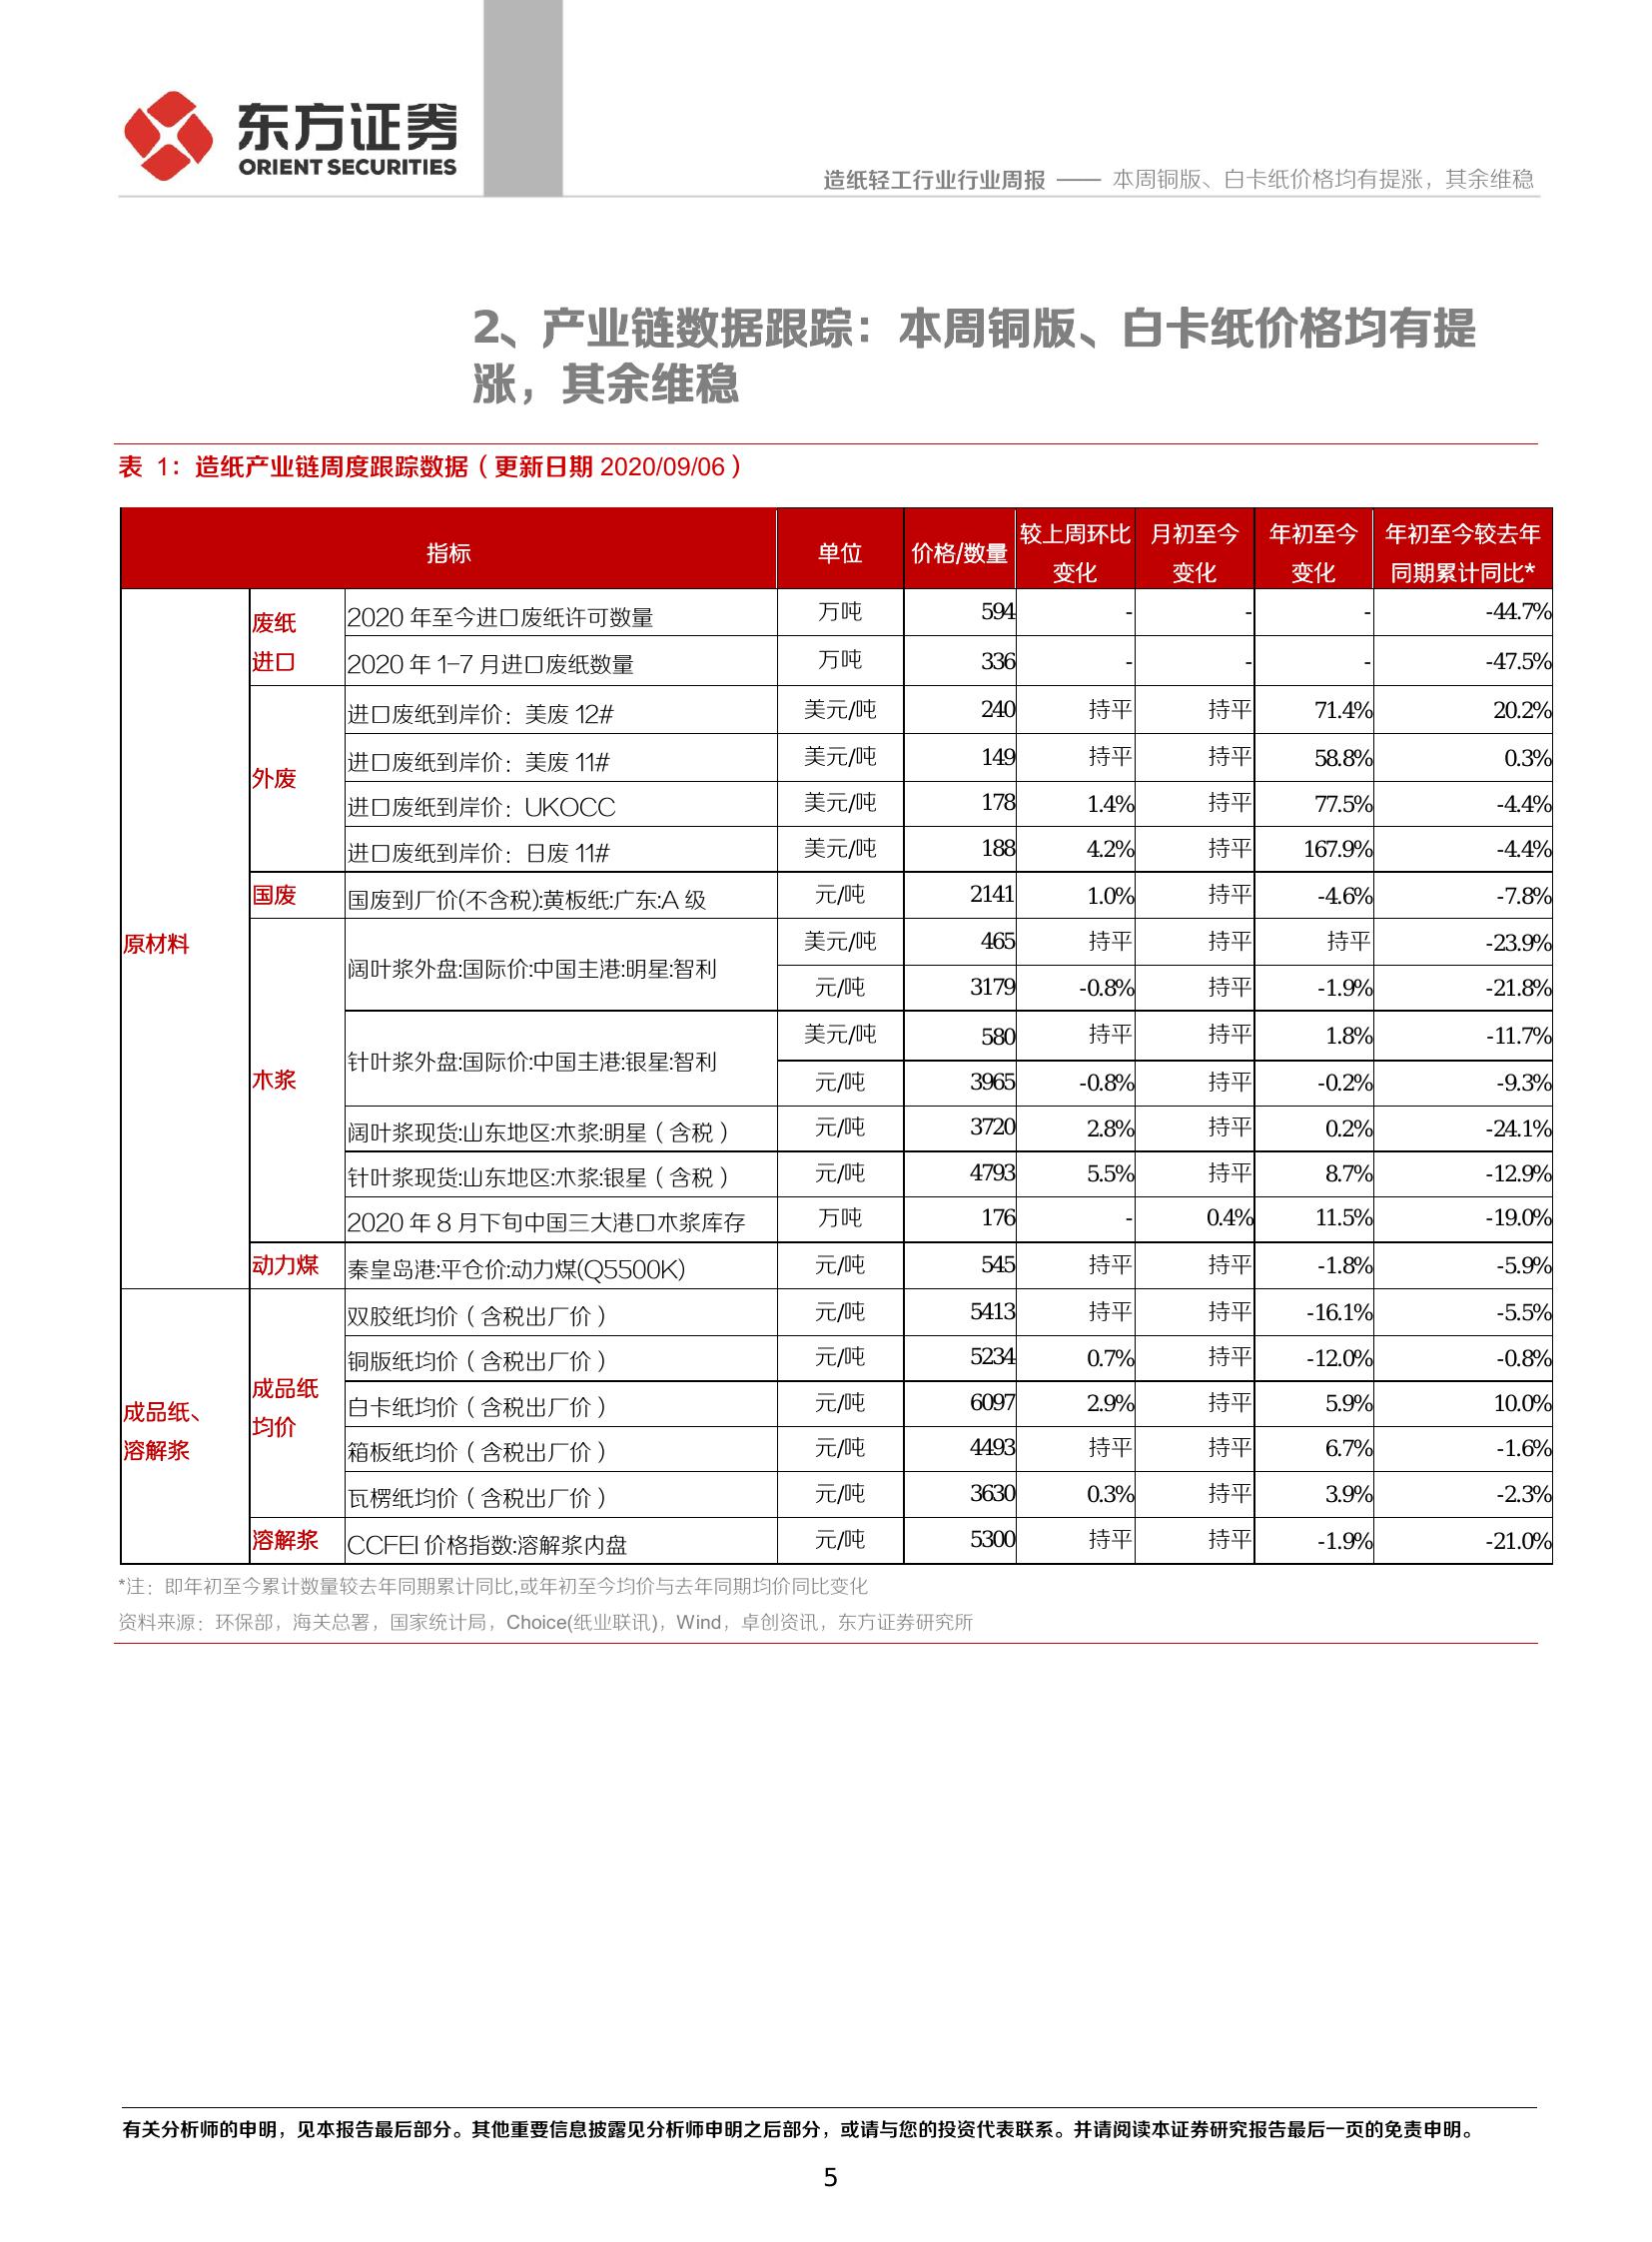 东方证券
ORIENT SECURITIES
造纸轻工行业行业周报 —— 本周铜版、白卡纸价格均有提涨，其余维稳
2、产业链数据跟踪：本周铜版、白卡纸价格均有提
涨，其余维稳
表 1：造纸产业链周度跟踪数据（更新日期 2020/09/06）
指标 单位 价格/数量 较上周环比变化 月初至今变化 年初至今变化 年初至今较去年同期累计同比*
原材料 废纸进口 2020 年至今进口废纸许可数量 万吨 594 - - - -44.7%
2020 年 1-7 月进口废纸数量 万吨 336 - - - -47.5%
外废 进口废纸到岸价：美废 12# 美元/吨 240 持平 持平 71.4% 20.2%
进口废纸到岸价：美废 11# 美元/吨 149 持平 持平 58.8% 0.3%
进口废纸到岸价：UKOCC 美元/吨 178 1.4% 持平 77.5% -4.4%
进口废纸到岸价：日废 11# 美元/吨 188 4.2% 持平 167.9% -4.4%
国废 国废到厂价(不含税):黄板纸:广东:A 级 元/吨 2141 1.0% 持平 -4.6% -7.8%
木浆 阔叶浆外盘:国际价:中国主港:明星:智利 美元/吨 465 持平 持平 持平 -23.9%
元/吨 3179 -0.8% 持平 -1.9% -21.8%
针叶浆外盘:国际价:中国主港:银星:智利 美元/吨 580 持平 持平 1.8% -11.7%
元/吨 3965 -0.8% 持平 -0.2% -9.3%
阔叶浆现货:山东地区:木浆:明星（含税） 元/吨 3720 2.8% 持平 0.2% -24.1%
针叶浆现货:山东地区:木浆:银星（含税） 元/吨 4793 5.5% 持平 8.7% -12.9%
2020 年 8 月下旬中国三大港口木浆库存 万吨 176 - 0.4% 11.5% -19.0%
动力煤 秦皇岛港:平仓价:动力煤(Q5500K) 元/吨 545 持平 持平 -1.8% -5.9%
成品纸、溶解浆 成品纸均价 双胶纸均价（含税出厂价） 元/吨 5413 持平 持平 -16.1% -5.5%
铜版纸均价（含税出厂价） 元/吨 5234 0.7% 持平 -12.0% -0.8%
白卡纸均价（含税出厂价） 元/吨 6097 2.9% 持平 5.9% 10.0%
箱板纸均价（含税出厂价） 元/吨 4493 持平 持平 6.7% -1.6%
瓦楞纸均价（含税出厂价） 元/吨 3630 0.3% 持平 3.9% -2.3%
溶解浆 CCFEI 价格指数:溶解浆内盘 元/吨 5300 持平 持平 -1.9% -21.0%
*注：即年初至今累计数量较去年同期累计同比,或年初至今均价与去年同期均价同比变化
资料来源：环保部，海关总署，国家统计局，Choice(纸业联讯)，Wind，卓创资讯，东方证券研究所
有关分析师的申明，见本报告最后部分。其他重要信息披露见分析师申明之后部分，或请与您的投资代表联系。并请阅读本证券研究报告最后一页的免责申明。
5